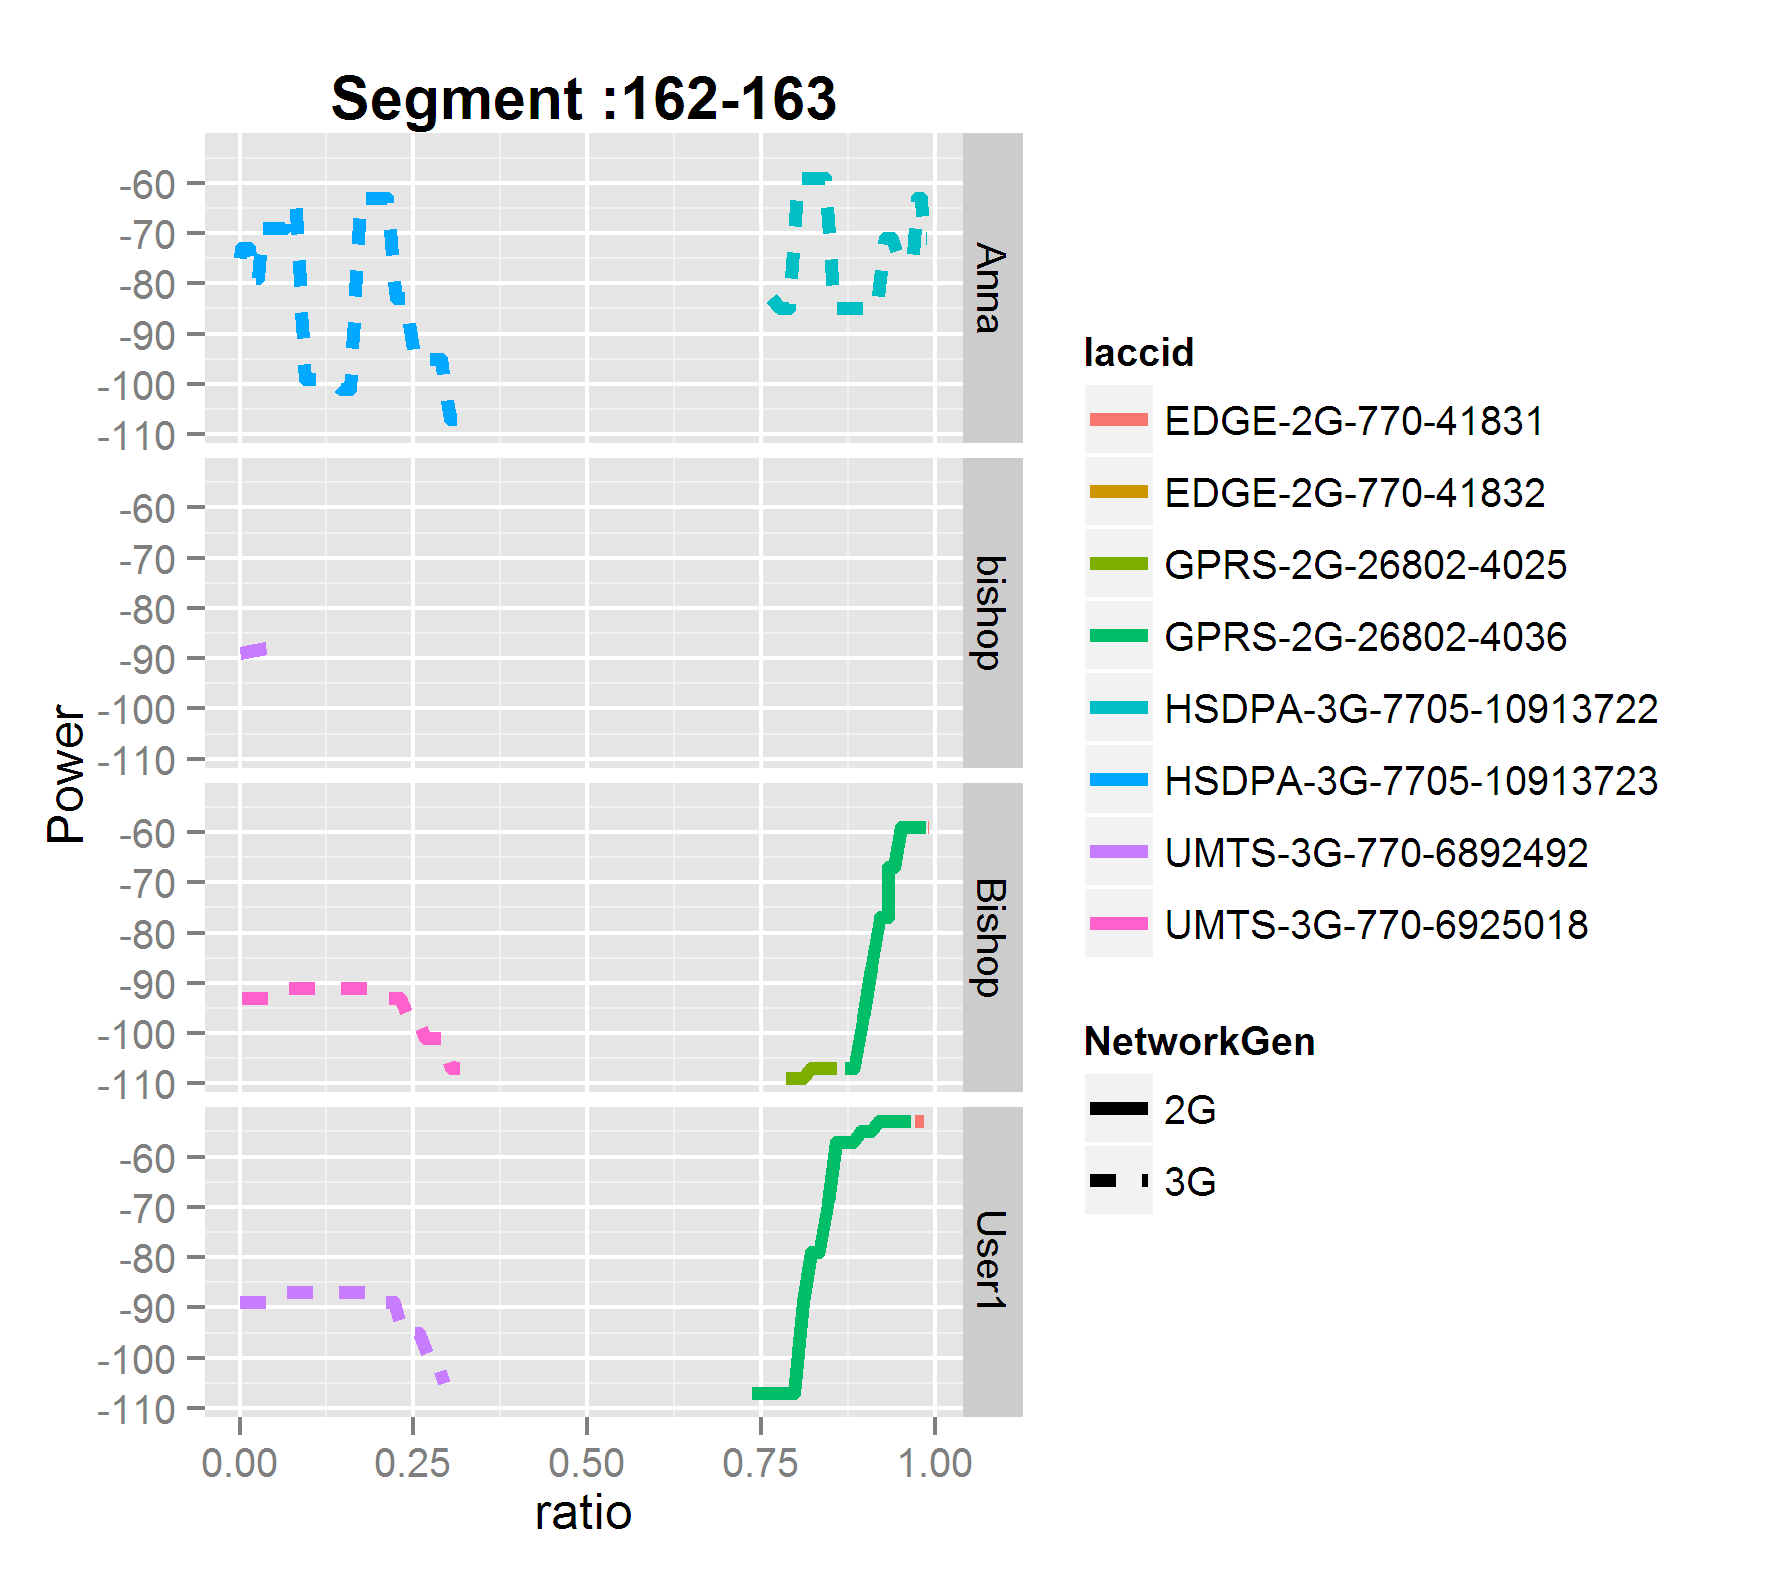 Segment :162-163
Power
-60
-70
-80
-90
-100
-110
Anna
-60
-70
-80
-90
-100
-110
bishop
-60
-70
-80
-90
-100
-110
Bishop
-60
-70
-80
-90
-100
-110
User1
0.00 0.25 0.50 0.75 1.00
ratio
laccid
EDGE-2G-770-41831
EDGE-2G-770-41832
GPRS-2G-26802-4025
GPRS-2G-26802-4036
HSDPA-3G-7705-10913722
HSDPA-3G-7705-10913723
UMTS-3G-770-6892492
UMTS-3G-770-6925018
NetworkGen
2G
3G